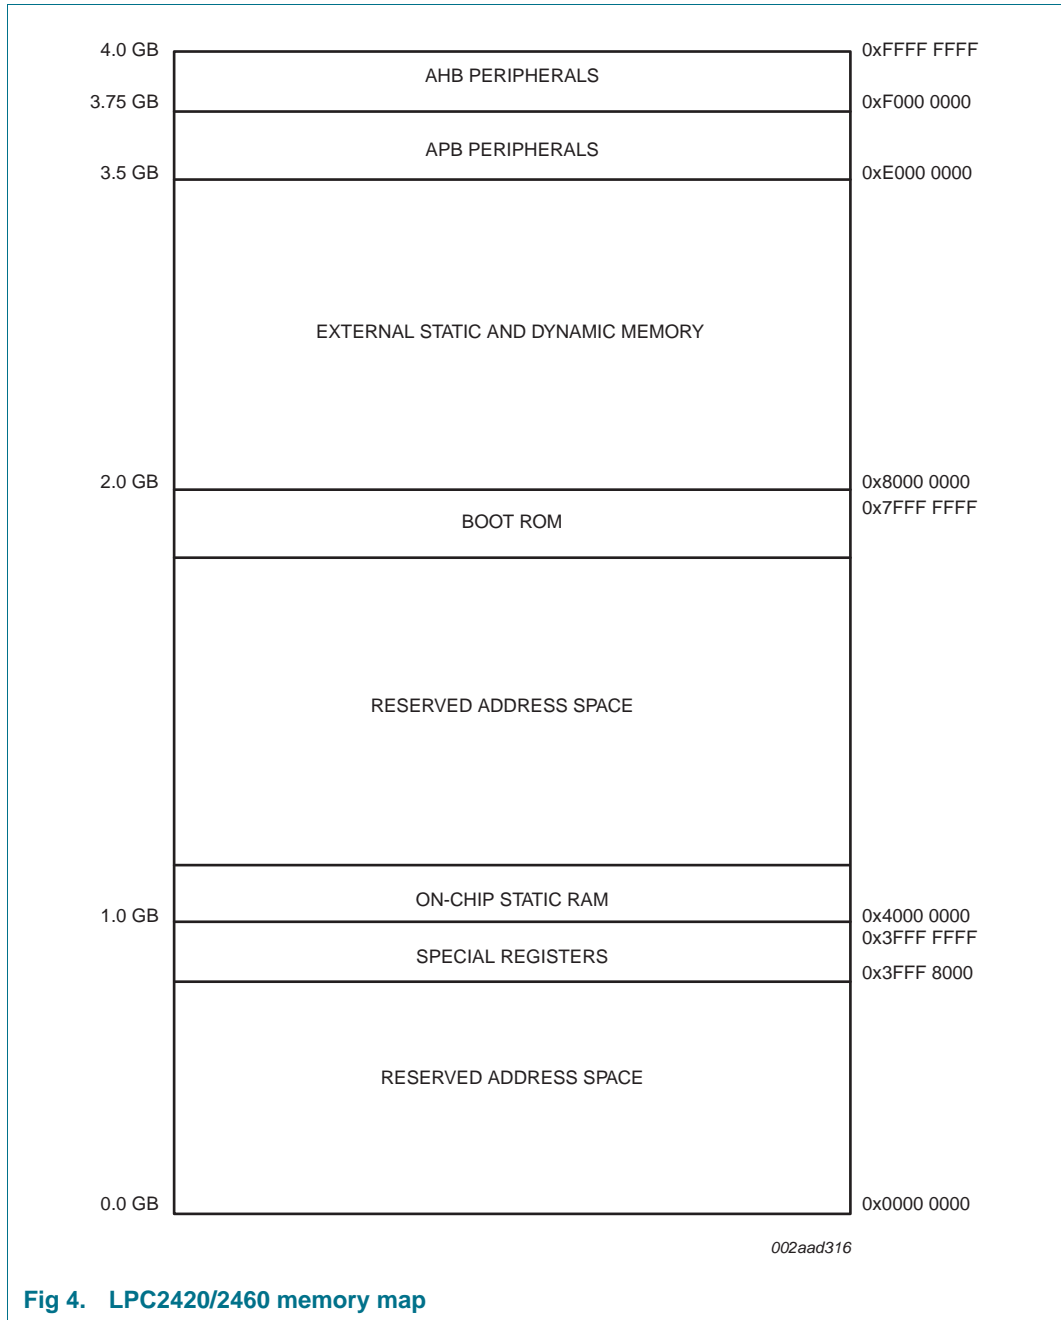 4.0 GB 0xFFFF FFFF
AHB PERIPHERALS
3.75 GB 0xF000 0000
APB PERIPHERALS
3.5 GB 0xE000 0000
EXTERNAL STATIC AND DYNAMIC MEMORY
2.0 GB 0x8000 0000
0x7FFF FFFF
BOOT ROM
RESERVED ADDRESS SPACE
ON-CHIP STATIC RAM
1.0 GB 0x4000 0000
0x3FFF FFFF
SPECIAL REGISTERS
0x3FFF 8000
RESERVED ADDRESS SPACE
0.0 GB 0x0000 0000
002aad316
Fig 4. LPC2420/2460 memory map